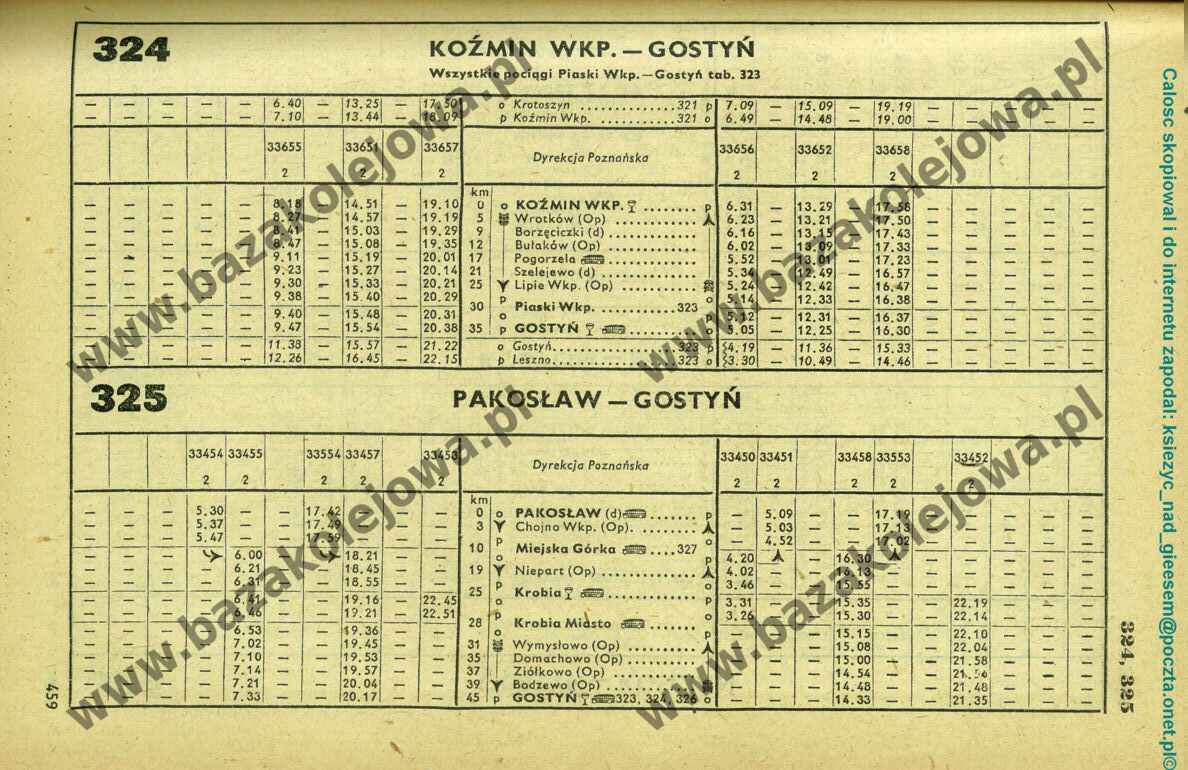 324 KOŹMIN WKP. — GOSTYŃ
Wszystkie pociągi Piaski Wkp.—Gostyń tab. 323
— — — — — 6.40 — 13.25 — 17.50 o Krotoszyn .............. 321 p 7.09 — 15.09 — 19.19 — — — — —
— — — — — 7.10 — 13.44 — 18.09 p Koźmin Wkp. ............ 321 o 6.49 — 14.48 — 19.00 — — — — —
33655 33651 33657 Dyrekcja Poznańska 33656 33652 33658
2 2 2 2 2 2
km
— — — — — 8.18 — 14.51 — 19.10 0 o KOŹMIN WKP. ........ p 6.31 — 13.29 — 17.58 — — — — —
— — — — — 8.27 — 14.57 — 19.19 5 Wrotków (Op) ............ 6.23 — 13.21 — 17.50 — — — — —
— — — — — 8.41 — 15.03 — 19.29 9 Borzęciczki (d) ............ 6.16 — 13.15 — 17.43 — — — — —
— — — — — 8.47 — 15.08 — 19.35 12 Bułaków (Op) ............ 6.02 — 13.09 — 17.33 — — — — —
— — — — — 9.11 — 15.19 — 20.01 17 Pogorzela ............ 5.52 — 13.01 — 17.23 — — — — —
— — — — — 9.23 — 15.27 — 20.14 21 Szelejewo (d) ............ 5.34 — 12.49 — 16.57 — — — — —
— — — — — 9.30 — 15.33 — 20.21 25 Lipie Wkp. (Op) ............ 5.24 — 12.42 — 16.47 — — — — —
— — — — — 9.38 — 15.40 — 20.29 30 p Piaski Wkp. ............ 323 o 5.14 — 12.33 — 16.38 — — — — —
— — — — — 9.40 — 15.48 — 20.31 o p 5.12 — 12.31 — 16.37 — — — — —
— — — — — 9.47 — 15.54 — 20.38 35 p GOSTYŃ .......... o 5.05 — 12.25 — 16.30 — — — — —
— — — — — 11.38 — 15.57 — 21.22 o Gostyń ................ 323 p 4.19 — 11.36 — 15.33 — — — — —
— — — — — 12.26 — 16.45 — 22.15 p Leszno ................ 323 o 3.30 — 10.49 — 14.46 — — — — —
325 PAKOSŁAW — GOSTYŃ
33454 33455 33554 33457 33453 Dyrekcja Poznańska 33450 33451 33458 33553 33452
2 2 2 2 2 2 2 2 2 2
km
— — — 5.30 — — 17.42 — — — 0 o PAKOSŁAW (d) ....... p — 5.09 — — 17.19 — — — — —
— — — 5.37 — — 17.49 — — — 3 Chojno Wkp. (Op). ......... — 5.03 — — 17.13 — — — — —
— — — 5.47 — — 17.59 — — — 10 p Miejska Górka .... 327 o — 4.52 — — 17.02 — — — — —
— — — 6.00 — 18.21 — — o p 4.20 — 16.30 — — — — —
— — — — 6.21 — — 18.45 — — 19 Niepart (Op) ............ 4.02 — — 16.13 — — — — — —
— — — — 6.31 — — 18.55 — — 25 p Krobia ............ o 3.46 — — 15.55 — — — — — —
— — — — 6.41 — — 19.16 — 22.45 o p 3.31 — — 15.35 — — 22.19 — — —
— — — — 6.46 — — 19.21 — 22.51 28 p Krobia Miasto ......... o 3.26 — — 15.30 — — 22.14 — — —
— — — — 6.53 — — 19.36 — — o p — — — 15.15 — — 22.10 — — —
— — — — 7.02 — — 19.45 — — 31 Wymysłowo (Op) ............ — — — 15.08 — — 22.04 — — —
— — — — 7.10 — — 19.53 — — 35 Domachowo (Op) ............ — — — 15.00 — — 21.58 — — —
— — — — 7.14 — — 19.57 — — 37 Ziółkowo (Op) ............ — — — 14.54 — — — — —
— — — — 7.21 — — 20.04 — — 39 Bodzewo (Op) ............ — — — 14.48 — — 21.48 — — —
— — — — 7.33 — — 20.17 — — 45 p GOSTYŃ 323, 324, 326 o — — — 14.33 — — 21.35 — — —
459
324, 325
www.bazakolejowa.pl
www.bazakolejowa.pl
www.bazakolejowa.pl
www.bazakolejowa.pl
Calosc skopiowal i do internetu zapodal: ksiezyc_nad_gieesem@poczta.onet.pl©